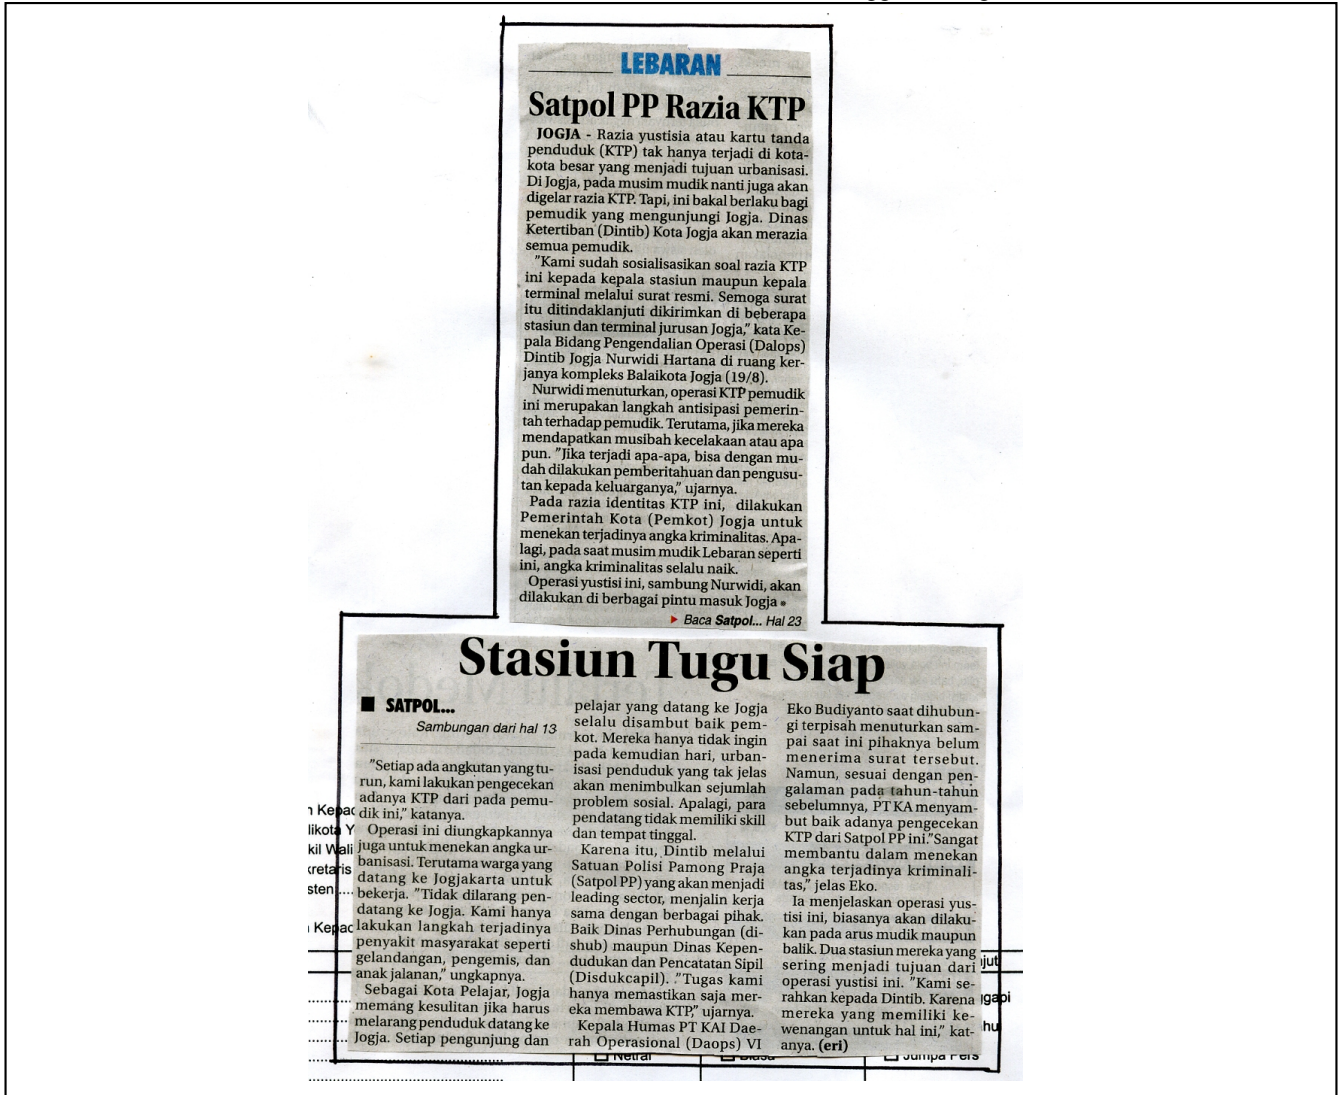 LEBARAN
Satpol PP Razia KTP
JOGJA - Razia yustisia atau kartu tanda
penduduk (KTP) tak hanya terjadi di kota-
kota besar yang menjadi tujuan urbanisasi.
Di Jogja, pada musim mudik nanti juga akan
digelar razia KTP. Tapi, ini bakal berlaku bagi
pemudik yang mengunjungi Jogja. Dinas
Ketertiban (Dintib) Kota Jogja akan merazia
semua pemudik.
"Kami sudah sosialisasikan soal razia KTP
ini kepada kepala stasiun maupun kepala
terminal melalui surat resmi. Semoga surat
itu ditindaklanjuti dikirimkan di beberapa
stasiun dan terminal jurusan Jogja," kata Ke-
pala Bidang Pengendalian Operasi (Dalops)
Dintib Jogja Nurwidi Hartana di ruang ker-
janya kompleks Balaikota Jogja (19/8).
Nurwidi menuturkan, operasi KTP pemudik
ini merupakan langkah antisipasi pemerin-
tah terhadap pemudik. Terutama, jika mereka
mendapatkan musibah kecelakaan atau apa
pun. "Jika terjadi apa-apa, bisa dengan mu-
dah dilakukan pemberitahuan dan pengusu-
tan kepada keluarganya," ujarnya.
Pada razia identitas KTP ini, dilakukan
Pemerintah Kota (Pemkot) Jogja untuk
menekan terjadinya angka kriminalitas. Apa-
lagi, pada saat musim mudik Lebaran seperti
ini, angka kriminalitas selalu naik.
Operasi yustisi ini, sambung Nurwidi, akan
dilakukan di berbagai pintu masuk Jogja
Baca Satpol... Hal 23
Stasiun Tugu Siap
SATPOL...
Sambungan dari hal 13
"Setiap ada angkutan yang tu-
run, kami lakukan pengecekan
adanya KTP dari pada pemu-
dik ini," katanya.
Operasi ini diungkapkannya
juga untuk menekan angka ur-
banisasi. Terutama warga yang
datang ke Jogjakarta untuk
bekerja. "Tidak dilarang pen-
datang ke Jogja. Kami hanya
lakukan langkah terjadinya
penyakit masyarakat seperti
gelandangan, pengemis, dan
anak jalanan," ungkapnya.
Sebagai Kota Pelajar, Jogja
memang kesulitan jika harus
melarang penduduk datang ke
Jogja. Setiap pengunjung dan
pelajar yang datang ke Jogja
selalu disambut baik pem-
kot. Mereka hanya tidak ingin
pada kemudian hari, urban-
isasi penduduk yang tak jelas
akan menimbulkan sejumlah
problem sosial. Apalagi, para
pendatang tidak memiliki skill
dan tempat tinggal.
Karena itu, Dintib melalui
Satuan Polisi Pamong Praja
(Satpol PP) yang akan menjadi
leading sector, menjalin kerja
sama dengan berbagai pihak.
Baik Dinas Perhubungan (di-
shub) maupun Dinas Kepen-
dudukan dan Pencatatan Sipil
(Disdukcapil). "Tugas kami
hanya memastikan saja mer-
eka membawa KTP," ujarnya.
Kepala Humas PT KAI Dae-
rah Operasional (Daops) VI
Eko Budiyanto saat dihubun-
gi terpisah menuturkan sam-
pai saat ini pihaknya belum
menerima surat tersebut.
Namun, sesuai dengan pen-
galaman pada tahun-tahun
sebelumnya, PT KA menyam-
but baik adanya pengecekan
KTP dari Satpol PP ini."Sangat
membantu dalam menekan
angka terjadinya kriminali-
tas," jelas Eko.
Ia menjelaskan operasi yus-
tisi ini, biasanya akan dilaku-
kan pada arus mudik maupun
balik. Dua stasiun mereka yang
sering menjadi tujuan dari
operasi yustisi ini. "Kami se-
rahkan kepada Dintib. Karena
mereka yang memiliki ke-
wenangan untuk hal ini," kat-
anya. (eri)
Netral
Biasa
Jumpa Pers